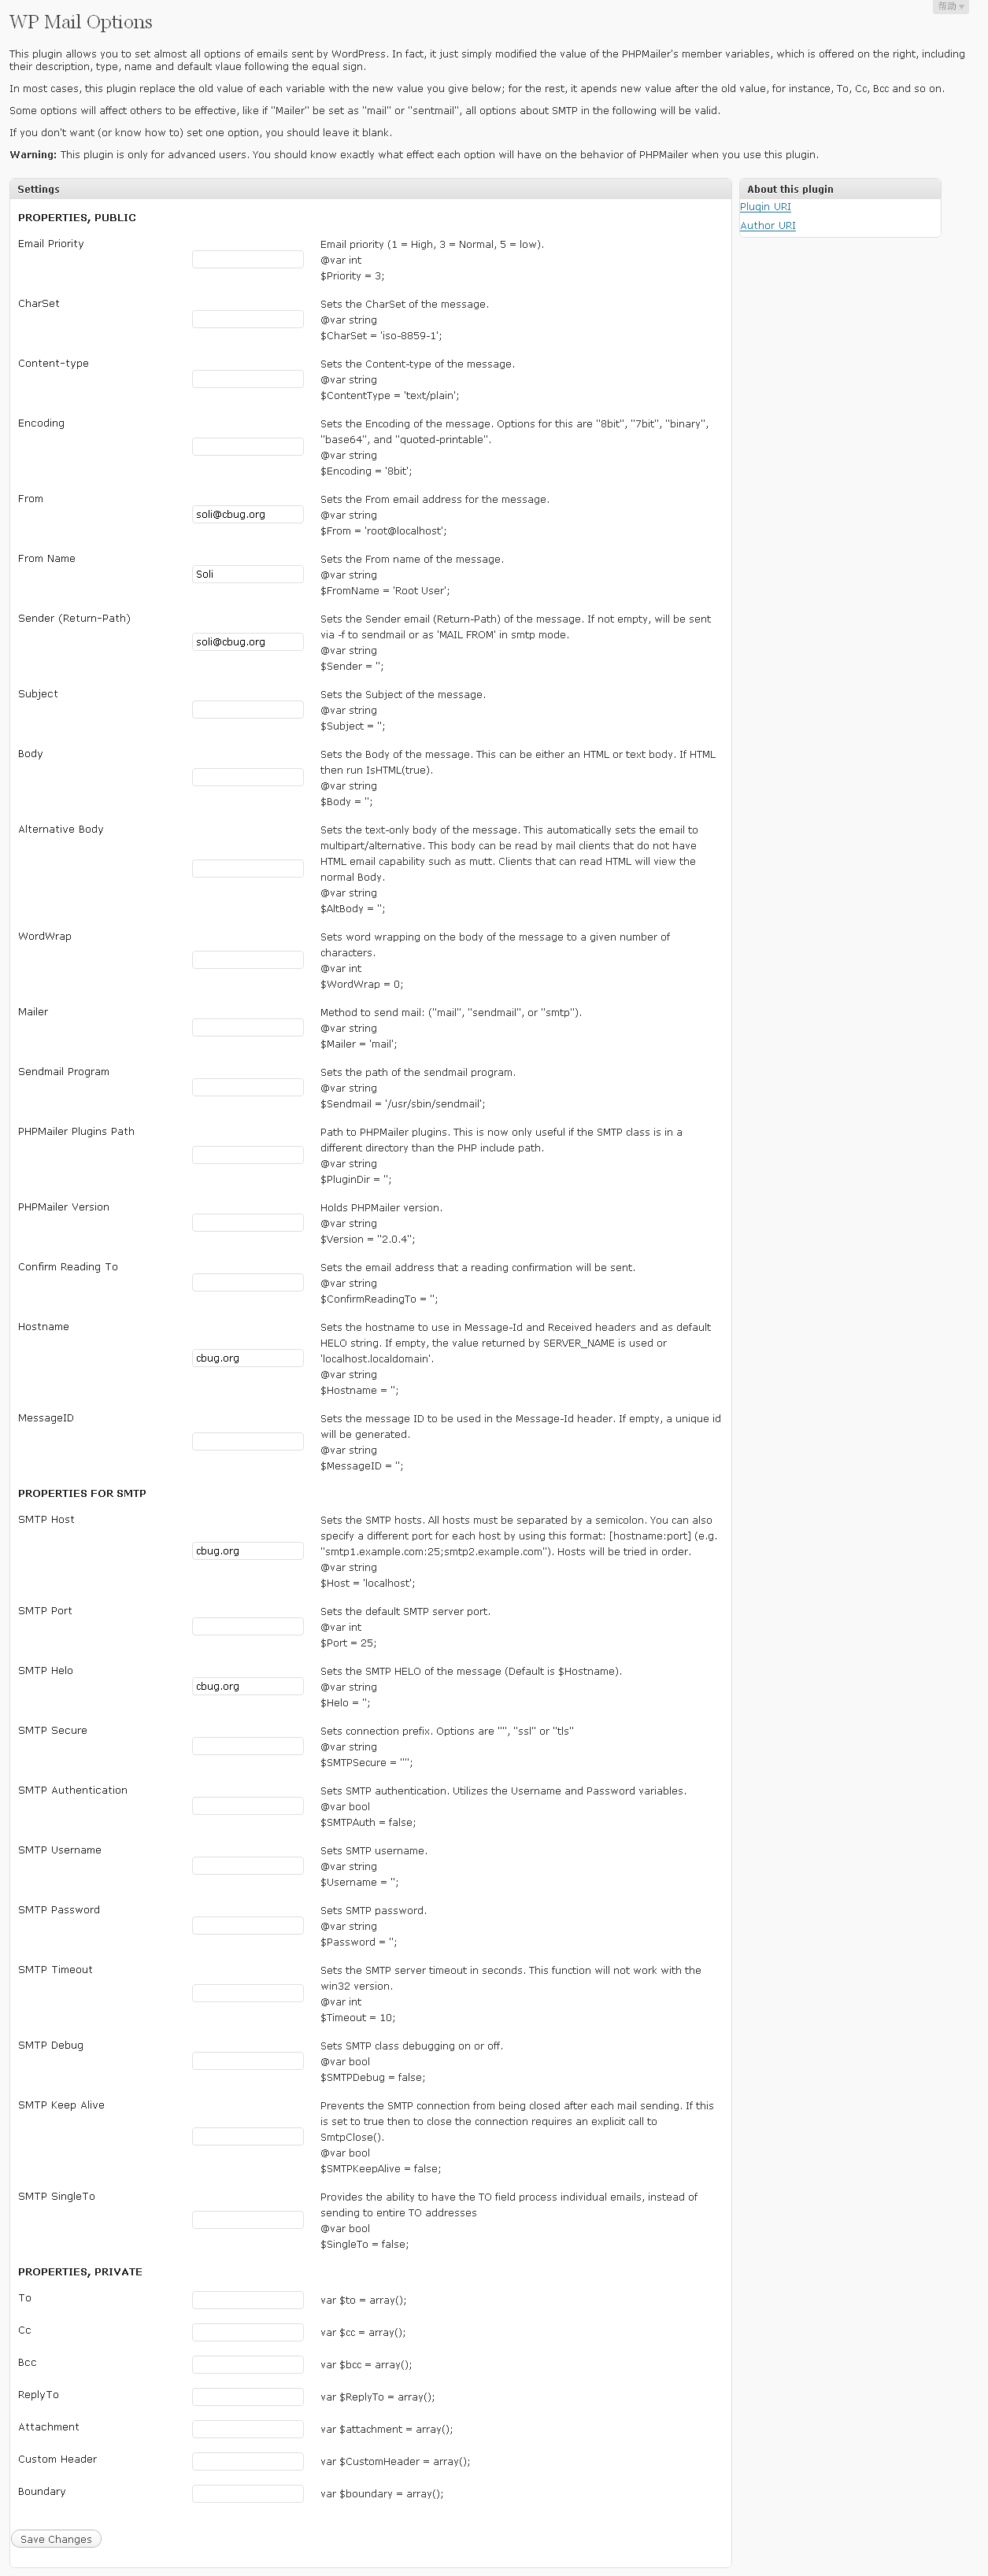 帮助
WP Mail Options
This plugin allows you to set almost all options of emails sent by WordPress. In fact, it just simply modified the value of the PHPMailer's member variables, which is offered on the right, including
their description, type, name and default vlaue following the equal sign.
In most cases, this plugin replace the old value of each variable with the new value you give below; for the rest, it apends new value after the old value, for instance, To, Cc, Bcc and so on.
Some options will affect others to be effective, like if "Mailer" be set as "mail" or "sentmail", all options about SMTP in the following will be valid.
If you don't want (or know how to) set one option, you should leave it blank.
Warning: This plugin is only for advanced users. You should know exactly what effect each option will have on the behavior of PHPMailer when you use this plugin.
Settings
About this plugin
Plugin URI
Author URI
PROPERTIES, PUBLIC
Email Priority
Email priority (1 = High, 3 = Normal, 5 = low).
@var int
$Priority = 3;
CharSet
Sets the CharSet of the message.
@var string
$CharSet = 'iso-8859-1';
Content-type
Sets the Content-type of the message.
@var string
$ContentType = 'text/plain';
Encoding
Sets the Encoding of the message. Options for this are "8bit", "7bit", "binary",
"base64", and "quoted-printable".
@var string
$Encoding = '8bit';
From
soli@cbug.org
Sets the From email address for the message.
@var string
$From = 'root@localhost';
From Name
Soli
Sets the From name of the message.
@var string
$FromName = 'Root User';
Sender (Return-Path)
soli@cbug.org
Sets the Sender email (Return-Path) of the message. If not empty, will be sent
via -f to sendmail or as 'MAIL FROM' in smtp mode.
@var string
$Sender = '';
Subject
Sets the Subject of the message.
@var string
$Subject = '';
Body
Sets the Body of the message. This can be either an HTML or text body. If HTML
then run IsHTML(true).
@var string
$Body = '';
Alternative Body
Sets the text-only body of the message. This automatically sets the email to
multipart/alternative. This body can be read by mail clients that do not have
HTML email capability such as mutt. Clients that can read HTML will view the
normal Body.
@var string
$AltBody = '';
WordWrap
Sets word wrapping on the body of the message to a given number of
characters.
@var int
$WordWrap = 0;
Mailer
Method to send mail: ("mail", "sendmail", or "smtp").
@var string
$Mailer = 'mail';
Sendmail Program
Sets the path of the sendmail program.
@var string
$Sendmail = '/usr/sbin/sendmail';
PHPMailer Plugins Path
Path to PHPMailer plugins. This is now only useful if the SMTP class is in a
different directory than the PHP include path.
@var string
$PluginDir = '';
PHPMailer Version
Holds PHPMailer version.
@var string
$Version = "2.0.4";
Confirm Reading To
Sets the email address that a reading confirmation will be sent.
@var string
$ConfirmReadingTo = '';
Hostname
cbug.org
Sets the hostname to use in Message-Id and Received headers and as default
HELO string. If empty, the value returned by SERVER_NAME is used or
'localhost.localdomain'.
@var string
$Hostname = '';
MessageID
Sets the message ID to be used in the Message-Id header. If empty, a unique id
will be generated.
@var string
$MessageID = '';
PROPERTIES FOR SMTP
SMTP Host
cbug.org
Sets the SMTP hosts. All hosts must be separated by a semicolon. You can also
specify a different port for each host by using this format: [hostname:port] (e.g.
"smtp1.example.com:25;smtp2.example.com"). Hosts will be tried in order.
@var string
$Host = 'localhost';
SMTP Port
Sets the default SMTP server port.
@var int
$Port = 25;
SMTP Helo
cbug.org
Sets the SMTP HELO of the message (Default is $Hostname).
@var string
$Helo = '';
SMTP Secure
Sets connection prefix. Options are "", "ssl" or "tls"
@var string
$SMTPSecure = "";
SMTP Authentication
Sets SMTP authentication. Utilizes the Username and Password variables.
@var bool
$SMTPAuth = false;
SMTP Username
Sets SMTP username.
@var string
$Username = '';
SMTP Password
Sets SMTP password.
@var string
$Password = '';
SMTP Timeout
Sets the SMTP server timeout in seconds. This function will not work with the
win32 version.
@var int
$Timeout = 10;
SMTP Debug
Sets SMTP class debugging on or off.
@var bool
$SMTPDebug = false;
SMTP Keep Alive
Prevents the SMTP connection from being closed after each mail sending. If this
is set to true then to close the connection requires an explicit call to
SmtpClose().
@var bool
$SMTPKeepAlive = false;
SMTP SingleTo
Provides the ability to have the TO field process individual emails, instead of
sending to entire TO addresses
@var bool
$SingleTo = false;
PROPERTIES, PRIVATE
To
var $to = array();
Cc
var $cc = array();
Bcc
var $bcc = array();
ReplyTo
var $ReplyTo = array();
Attachment
var $attachment = array();
Custom Header
var $CustomHeader = array();
Boundary
var $boundary = array();
Save Changes